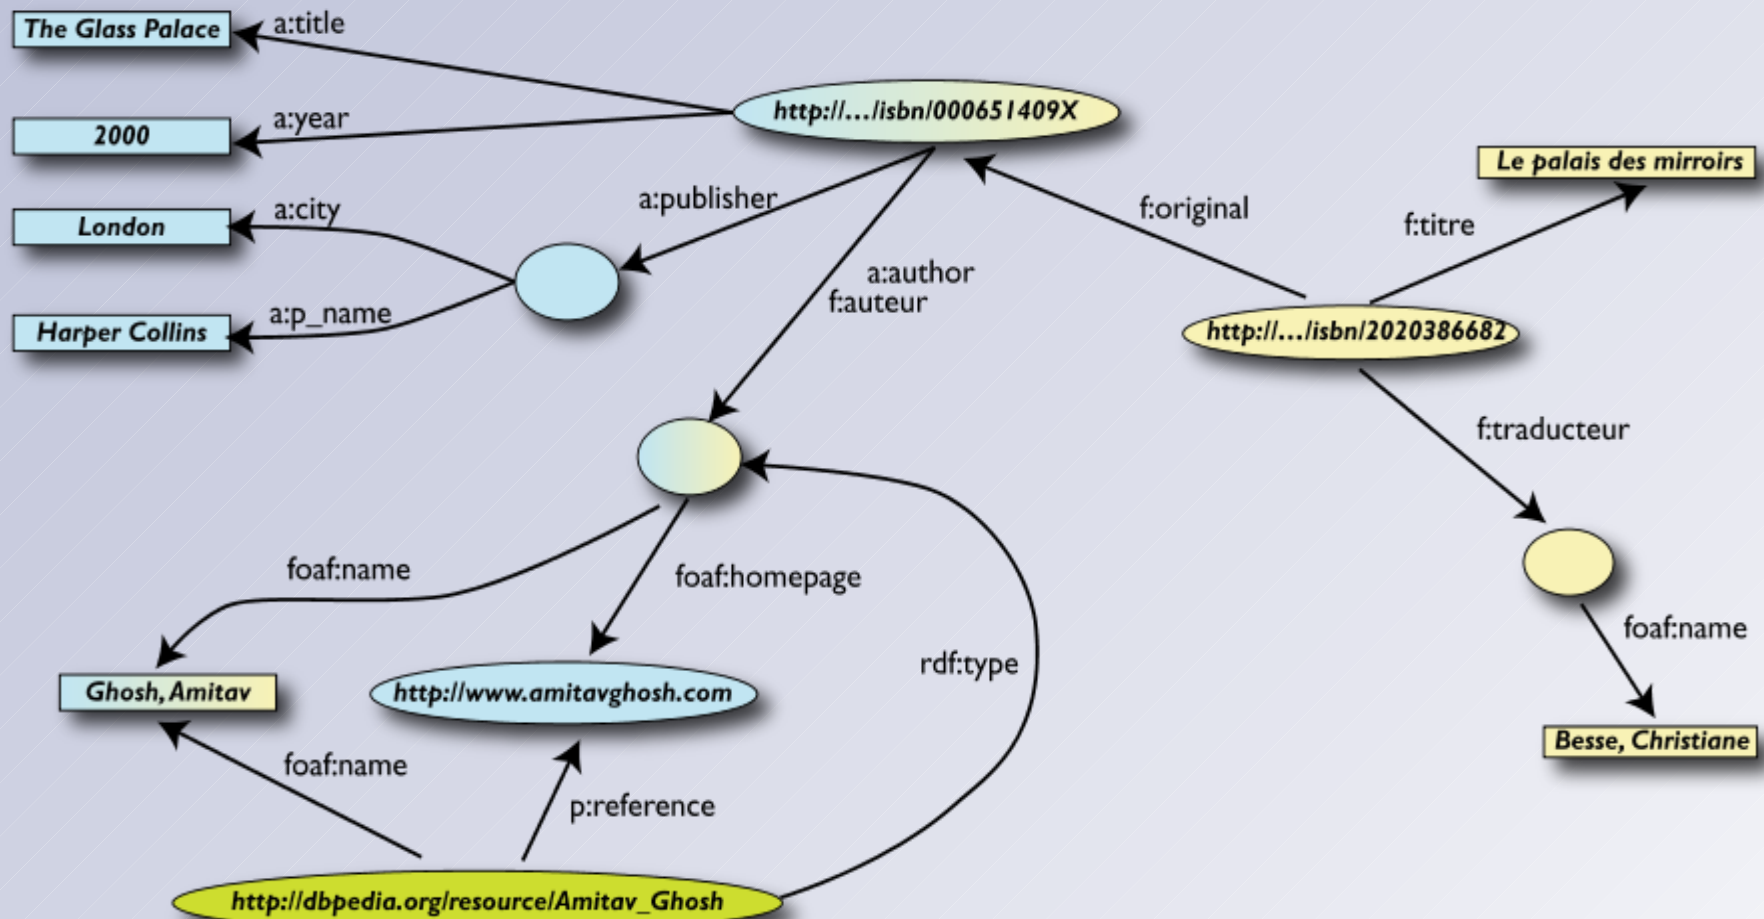 The Glass Palace
a:title
http://…/isbn/000651409X
2000
a:year
Le palais des mirroirs
London
a:city
a:publisher
f:original
f:titre
a:author
f:auteur
Harper Collins
a:p_name
http://…/isbn/2020386682
f:traducteur
foaf:name
foaf:homepage
foaf:name
rdf:type
Ghosh, Amitav
http://www.amitavghosh.com
Besse, Christiane
foaf:name
p:reference
http://dbpedia.org/resource/Amitav_Ghosh